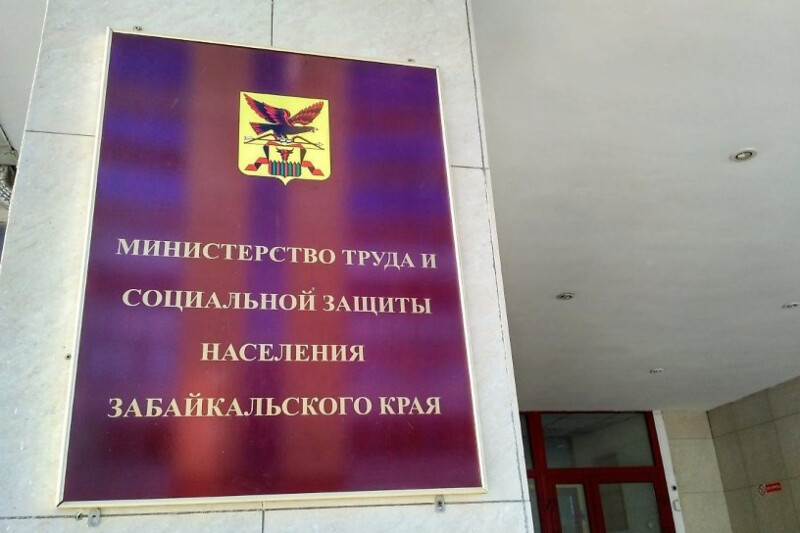 МИНИСТЕРСТВО ТРУДА И
СОЦИАЛЬНОЙ ЗАЩИТЫ
НАСЕЛЕНИЯ
ЗАБАЙКАЛЬСКОГО КРАЯ